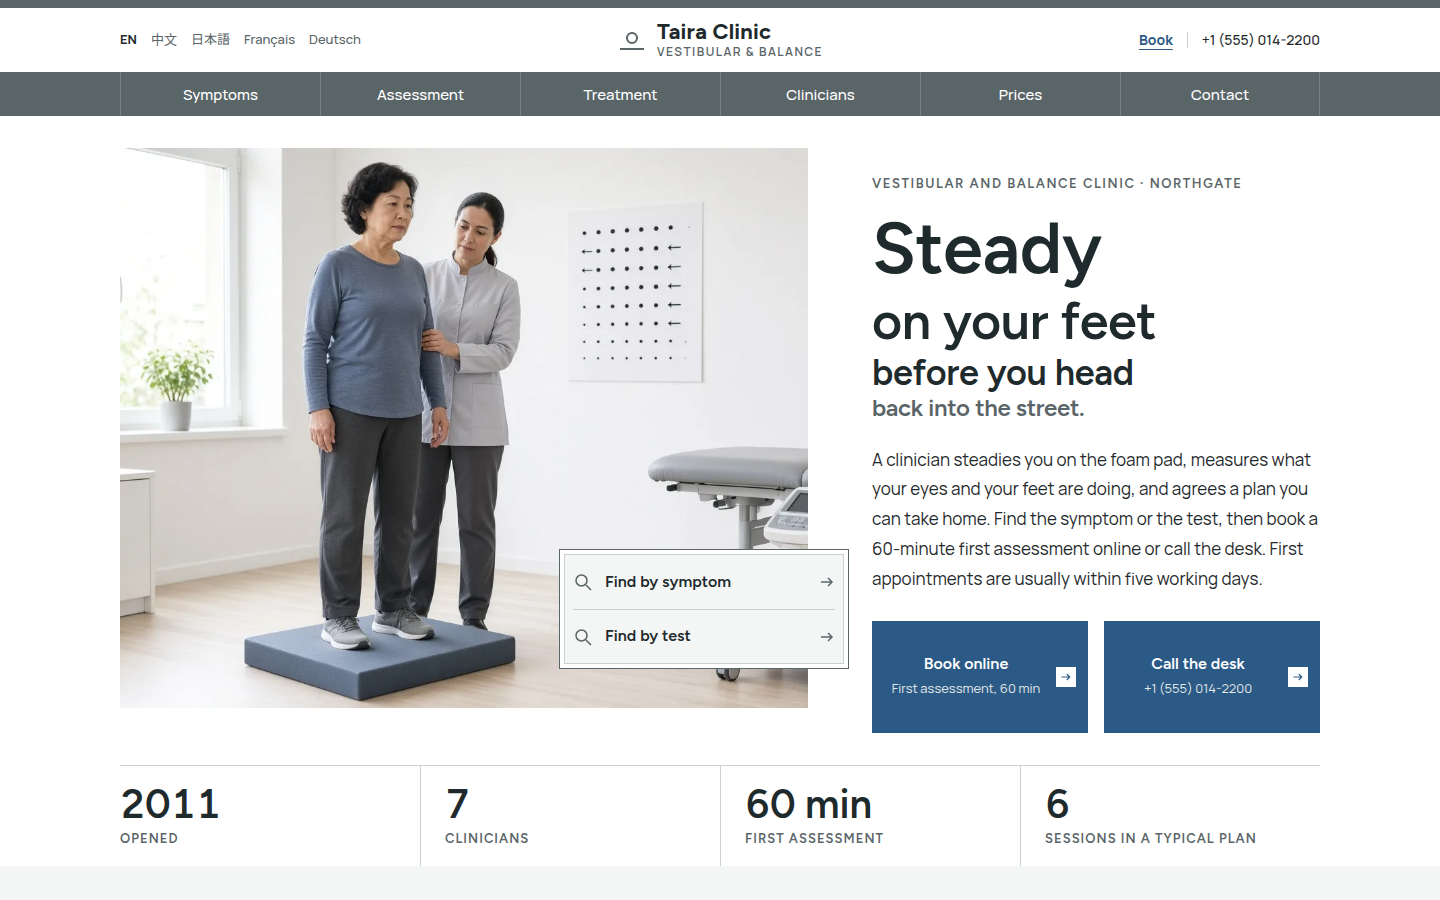 EN 中文 日本語 Français Deutsch
Taira Clinic
VESTIBULAR & BALANCE
Book
+1 (555) 014-2200
Symptoms
Assessment
Treatment
Clinicians
Prices
Contact
VESTIBULAR AND BALANCE CLINIC · NORTHGATE
Steady
on your feet
before you head
back into the street.
A clinician steadies you on the foam pad, measures what
your eyes and your feet are doing, and agrees a plan you
can take home. Find the symptom or the test, then book a
60-minute first assessment online or call the desk. First
appointments are usually within five working days.
Find by symptom
Find by test
Book online
First assessment, 60 min
Call the desk
+1 (555) 014-2200
2011
OPENED
7
CLINICIANS
60 min
FIRST ASSESSMENT
6
SESSIONS IN A TYPICAL PLAN